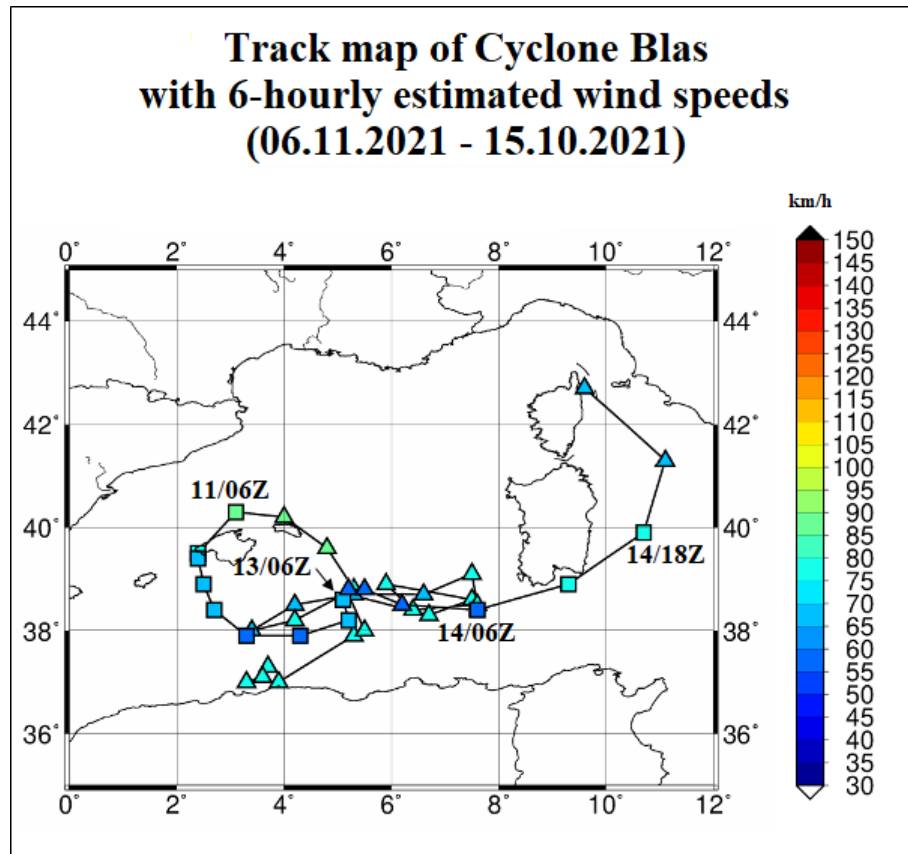 Track map of Cyclone Blas
with 6-hourly estimated wind speeds
(06.11.2021 - 15.10.2021)
km/h
0° 2° 4° 6° 8° 10° 12°
44° 44°
42° 42°
40° 40°
38° 38°
36° 36°
0° 2° 4° 6° 8° 10° 12°
11/06Z
13/06Z
14/06Z
14/18Z
150
145
135
130
120
115
105
100
95
90
85
80
75
70
65
60
55
50
45
40
35
30